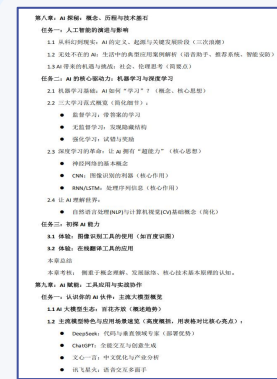 第八章：AI 探秘：概念、历程与技术基石
任务一：人工智能的演进与影响
1.1 从科幻到现实：AI 的定义、起源与关键发展阶段（三次浪潮）
1.2 无处不在的 AI：生活中的典型应用案例解析（语音助手、推荐系统、智能安防）
1.3 AI 带来的机遇与挑战：社会、伦理思考（简要点）
任务二：AI 的核心驱动力：机器学习与深度学习
2.1 机器学习基础：AI 如何“学习”？（概念、核心思想）
2.2 三大学习范式概览（简化细节）：
● 监督学习：带答案的学习
● 无监督学习：发现隐藏结构
● 强化学习：试错与奖励
2.3 深度学习的革命：让 AI 拥有“超能力”（核心思想）
● 神经网络的基本概念
● CNN：图像识别的利器（核心作用）
● RNN/LSTM：处理序列信息（核心作用）
2.4 让 AI 理解世界：
● 自然语言处理(NLP)与计算机视觉(CV)基础概念（简化）
任务三：初探 AI 能力
3.1 体验：图像识别工具的使用（如百度识图）
3.2 体验：在线翻译工具的应用
本章总结
本章考核：侧重于概念理解、发展脉络、核心技术基本原理的认知。
第九章：AI 赋能：工具应用与实战协作
任务一：认识你的 AI 伙伴：主流大模型概览
1.1 AI 大模型生态：百花齐放（概述趋势）
1.2 主流模型特色与应用场景速览（高度概括，用表格对比核心亮点）：
● DeepSeek：代码与垂直领域专家（部署优势）
● ChatGPT：全能交互与创意生成
● 文心一言：中文优化与产业分析
● 讯飞星火：语音交互多面手